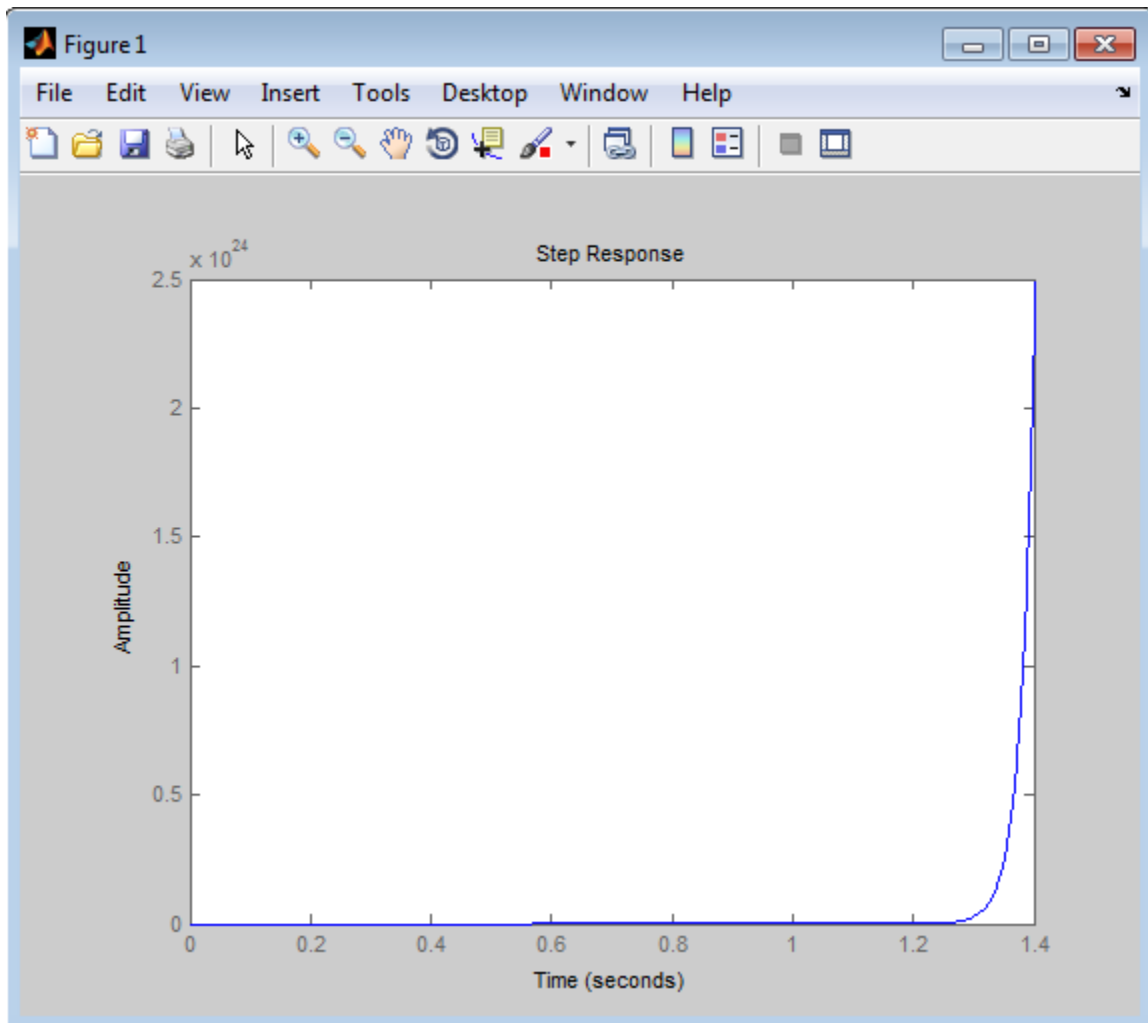 Figure 1
File Edit View Insert Tools Desktop Window Help
x 10^24
Step Response
2.5
2
1.5
1
0.5
0
Amplitude
0 0.2 0.4 0.6 0.8 1 1.2 1.4
Time (seconds)